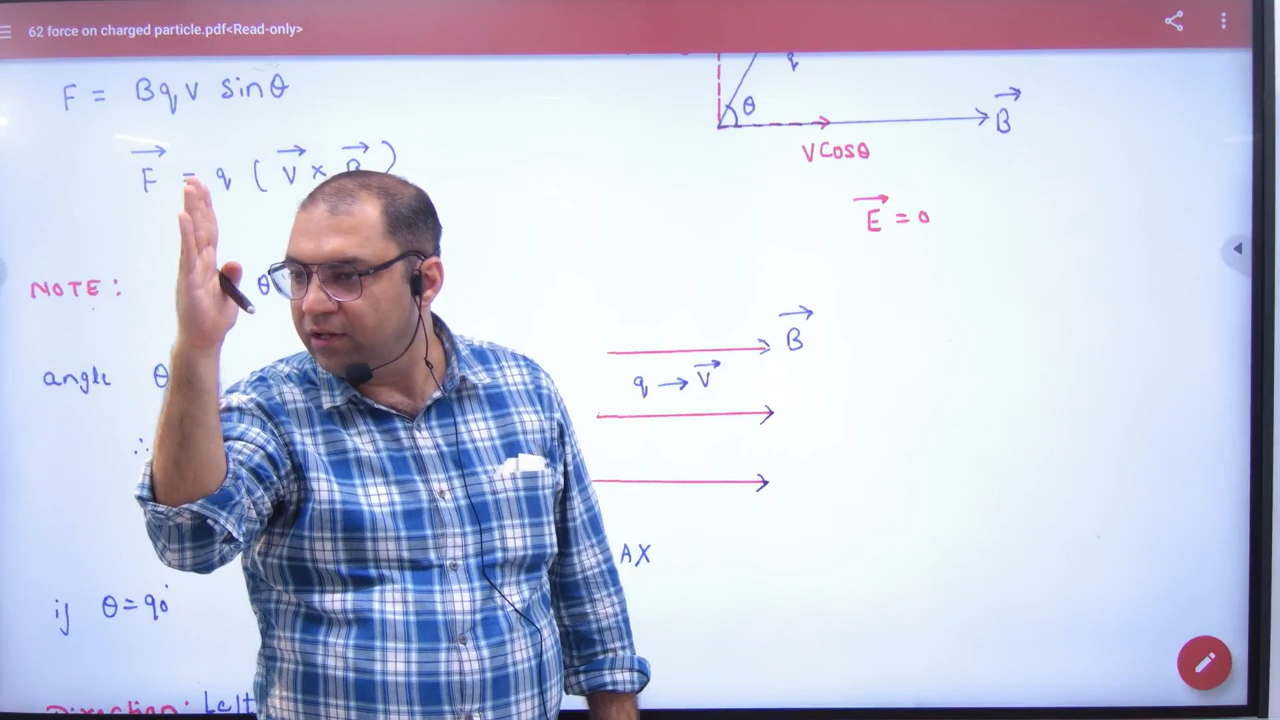 62 force on charged particle.pdf<Read-only>
F = Bqv sinθ
q
θ
B
VCosθ
F = q ( V × B )
E = 0
NOTE :
θ
B
angle θ
q → V
∴
AX
if θ=90°
Direction: Left